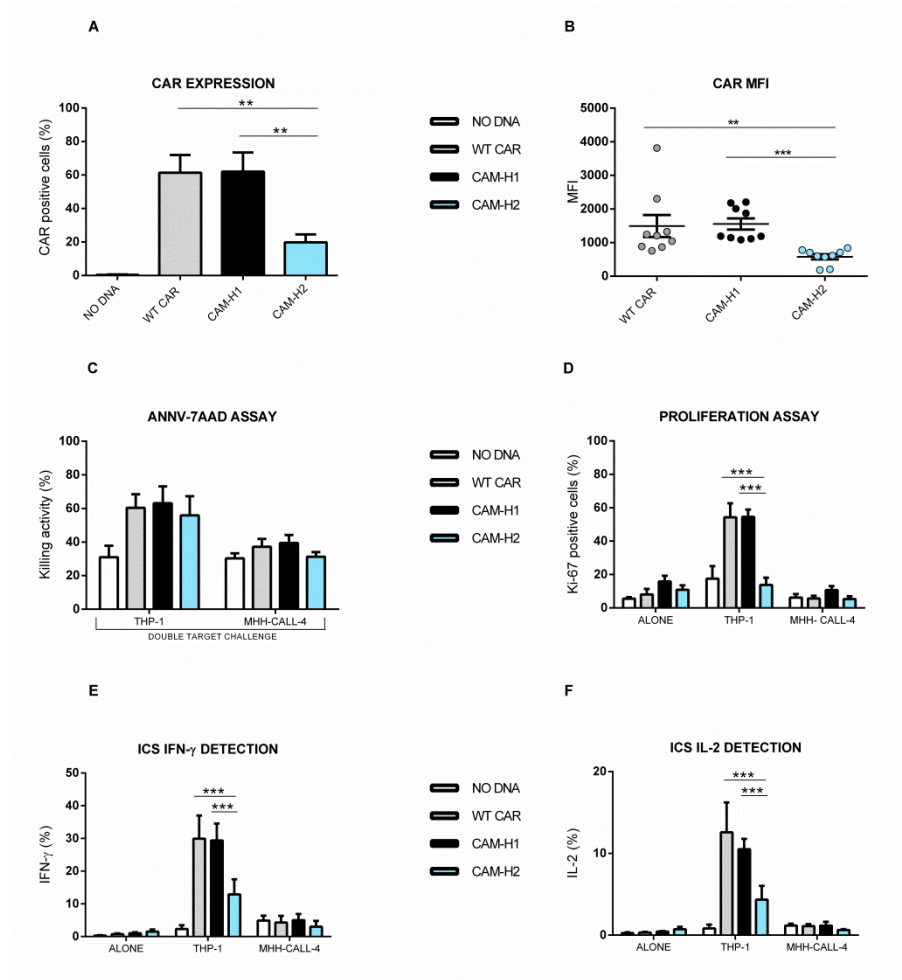 A
CAR EXPRESSION
CAR positive cells (%)
100
80
60
40
20
0
**
**
NO DNA
WT CAR
CAM-H1
CAM-H2
NO DNA
WT CAR
CAM-H1
CAM-H2
B
CAR MFI
MFI
5000
4000
3000
2000
1000
0
**
***
WT CAR
CAM-H1
CAM-H2
C
ANNV-7AAD ASSAY
Killing activity (%)
100
80
60
40
20
0
THP-1
MHH-CALL-4
DOUBLE TARGET CHALLENGE
NO DNA
WT CAR
CAM-H1
CAM-H2
D
PROLIFERATION ASSAY
Ki-67 positive cells (%)
100
80
60
40
20
0
***
***
ALONE
THP-1
MHH- CALL-4
E
ICS IFN-γ DETECTION
IFN-γ (%)
50
40
30
20
10
0
***
***
ALONE
THP-1
MHH-CALL-4
NO DNA
WT CAR
CAM-H1
CAM-H2
F
ICS IL-2 DETECTION
IL-2 (%)
20
10
0
***
***
ALONE
THP-1
MHH-CALL-4